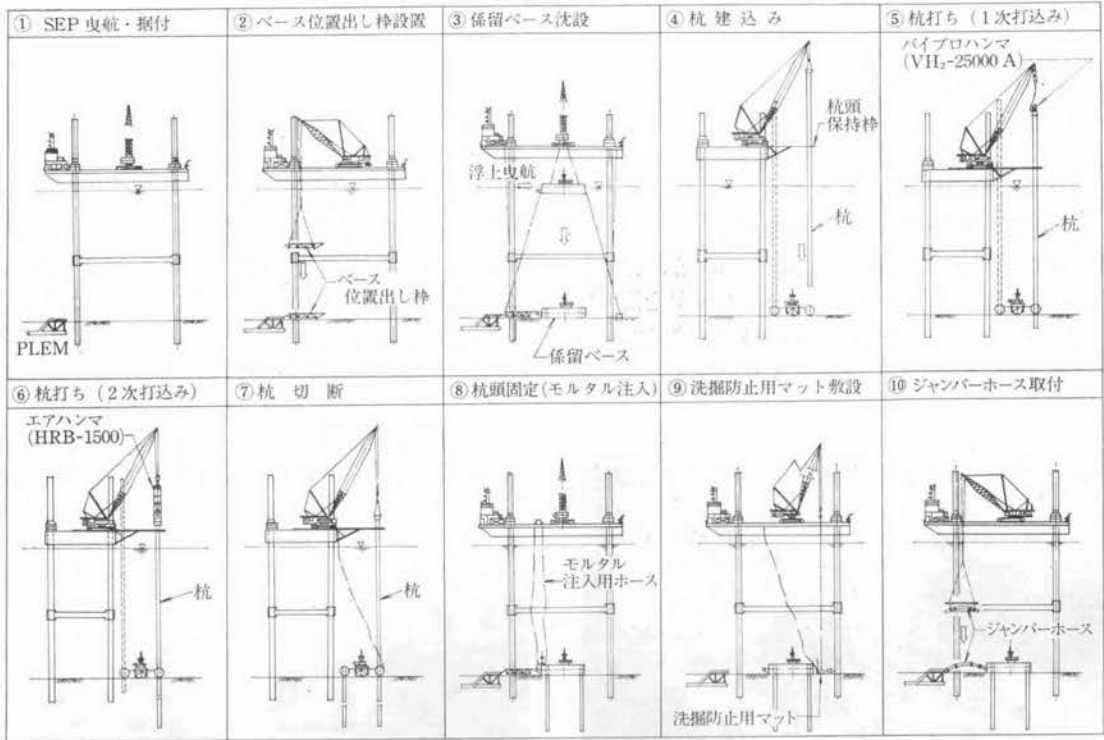 ① SEP 曳航・据付
PLEM
② ベース位置出し枠設置
ベース
位置出し枠
③ 係留ベース沈設
浮上曳航
係留ベース
④ 杭建込み
杭頭
保持枠
杭
⑤ 杭打ち（1次打込み）
バイブロハンマ
(VH₂-25000 A)
杭
⑥ 杭打ち（2次打込み）
エアハンマ
(HRB-1500)
杭
⑦ 杭 切 断
杭
⑧ 杭頭固定(モルタル注入)
モルタル
注入用ホース
⑨ 洗掘防止用マット敷設
洗掘防止用マット
⑩ ジャンパーホース取付
ジャンパーホース